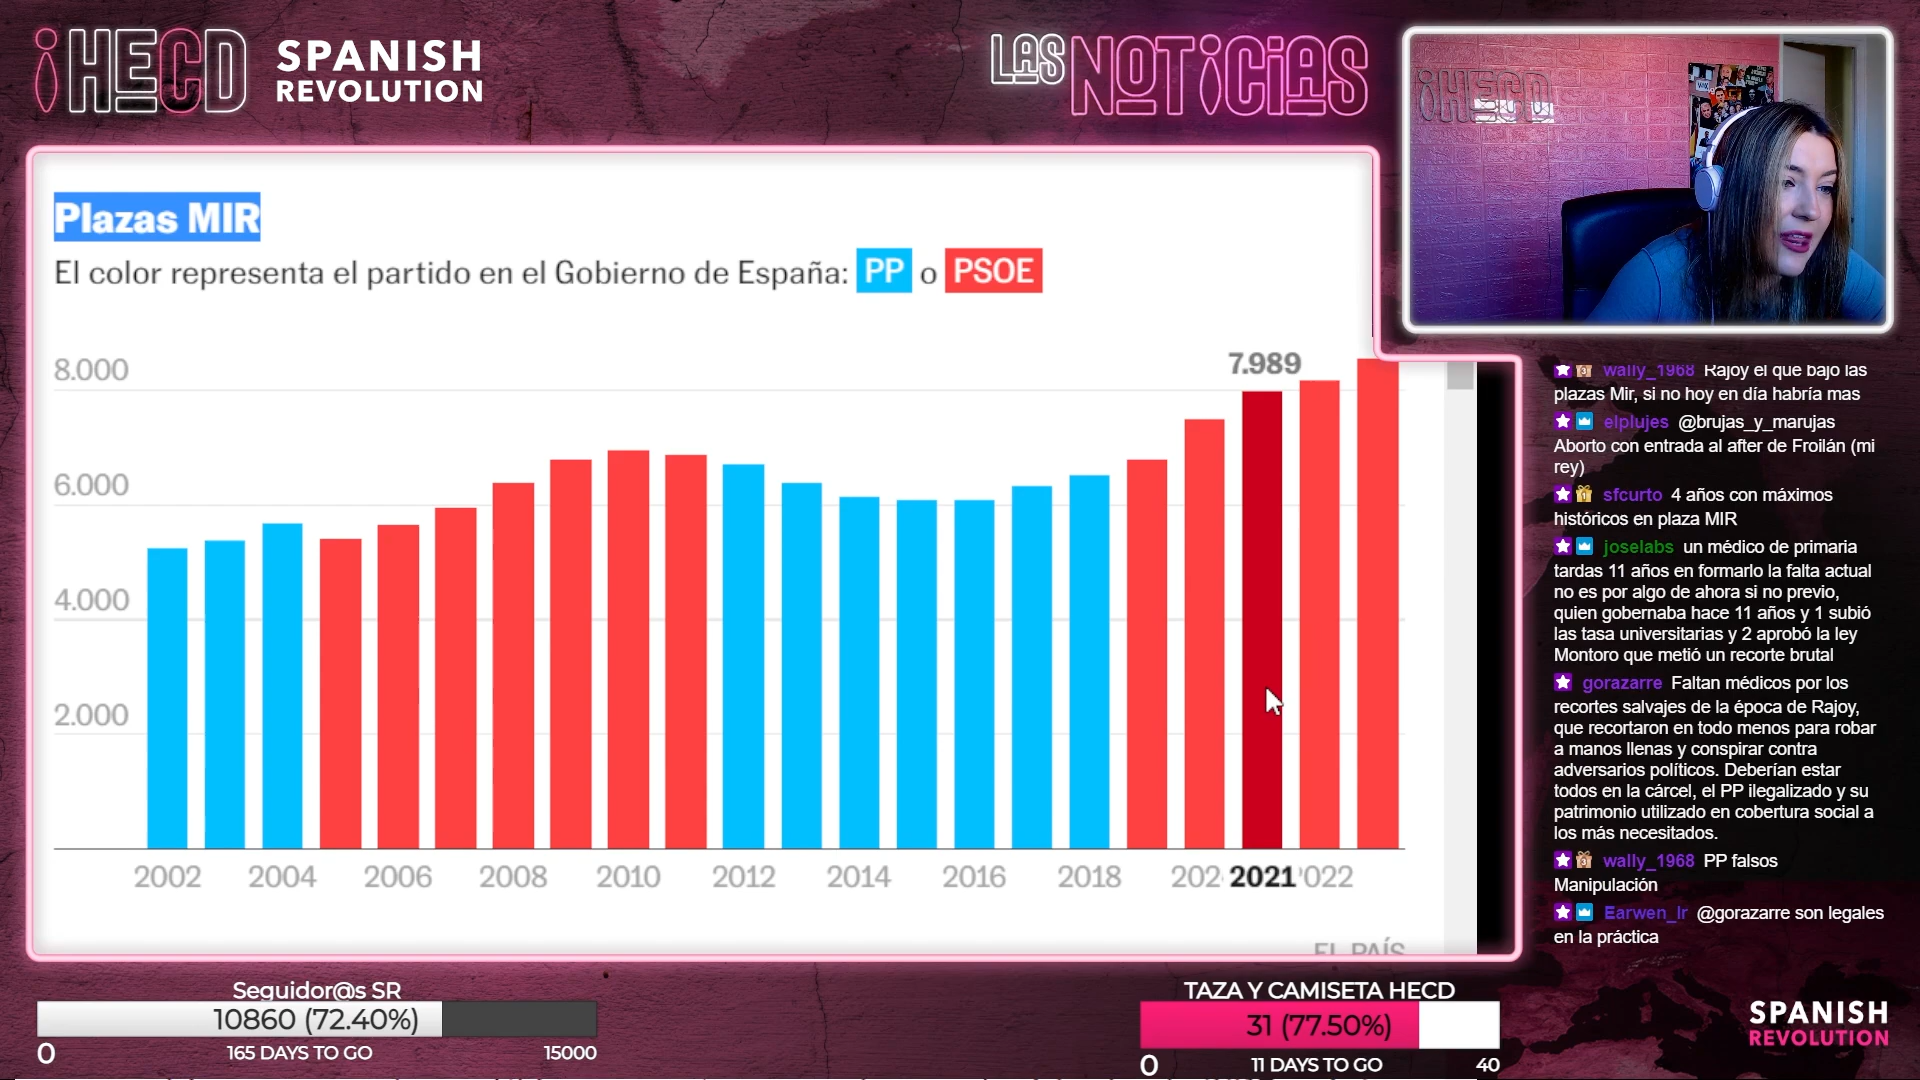 ¡HECD
SPANISH
REVOLUTION
LAS NOTICIAS
¡HECD
Plazas MIR
El color representa el partido en el Gobierno de España: PP o PSOE
8.000
7.989
6.000
4.000
2.000
2002 2004 2006 2008 2010 2012 2014 2016 2018 202 2021 022
EL PAÍS
wally_1968 Rajoy el que bajo las
plazas Mir, si no hoy en día habría mas
elplujes @brujas_y_marujas
Aborto con entrada al after de Froilán (mi
rey)
sfcurto 4 años con máximos
históricos en plaza MIR
joselabs un médico de primaria
tardas 11 años en formarlo la falta actual
no es por algo de ahora si no previo,
quien gobernaba hace 11 años y 1 subió
las tasa universitarias y 2 aprobó la ley
Montoro que metió un recorte brutal
gorazarre Faltan médicos por los
recortes salvajes de la época de Rajoy,
que recortaron en todo menos para robar
a manos llenas y conspirar contra
adversarios políticos. Deberían estar
todos en la cárcel, el PP ilegalizado y su
patrimonio utilizado en cobertura social a
los más necesitados.
wally_1968 PP falsos
Manipulación
Earwen_lr @gorazarre son legales
en la práctica
Seguidor@s SR
10860 (72.40%)
0 165 DAYS TO GO 15000
TAZA Y CAMISETA HECD
31 (77.50%)
0 11 DAYS TO GO 40
SPANISH
REVOLUTION